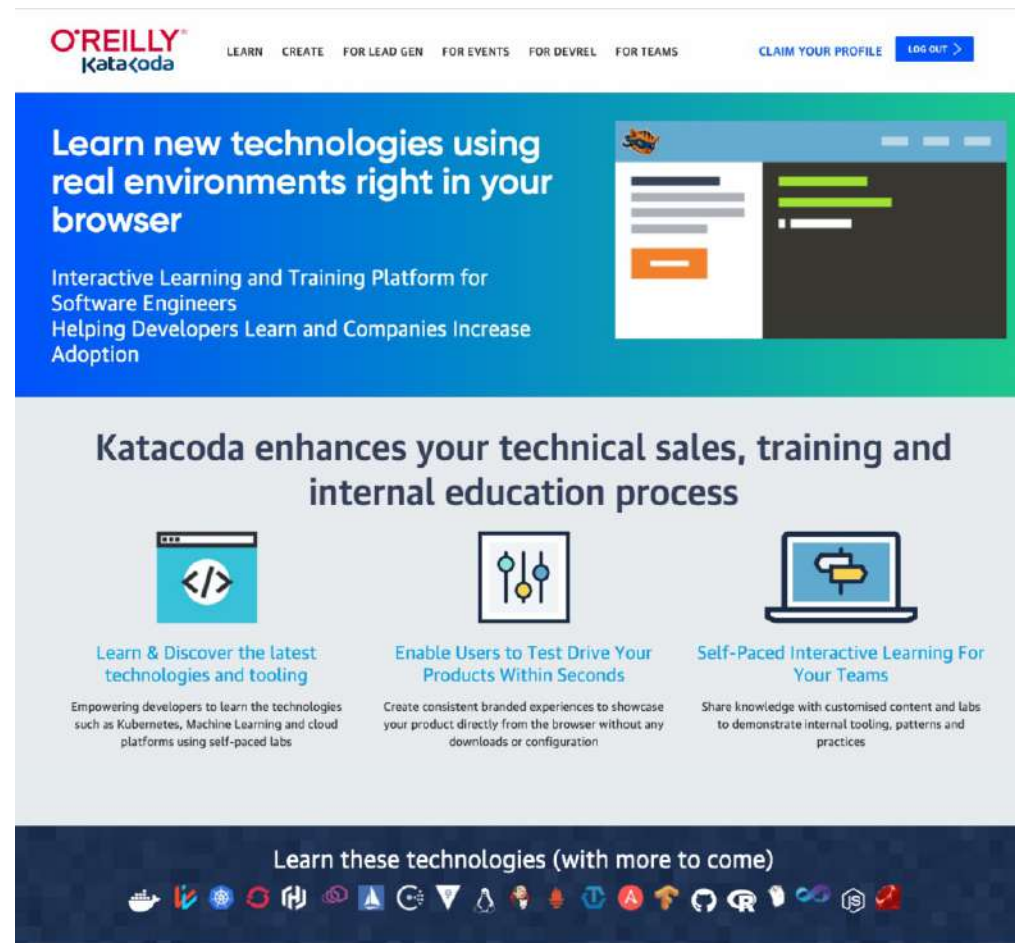 O'REILLY®
Katacoda
LEARN CREATE FOR LEAD GEN FOR EVENTS FOR DEVREL FOR TEAMS CLAIM YOUR PROFILE LOG OUT >
Learn new technologies using
real environments right in your
browser
Interactive Learning and Training Platform for
Software Engineers
Helping Developers Learn and Companies Increase
Adoption
Katacoda enhances your technical sales, training and
internal education process
</>
Learn & Discover the latest
technologies and tooling
Empowering developers to learn the technologies
such as Kubernetes, Machine Learning and cloud
platforms using self-paced labs
Enable Users to Test Drive Your
Products Within Seconds
Create consistent branded experiences to showcase
your product directly from the browser without any
downloads or configuration
Self-Paced Interactive Learning For
Your Teams
Share knowledge with customised content and labs
to demonstrate internal tooling, patterns and
practices
Learn these technologies (with more to come)